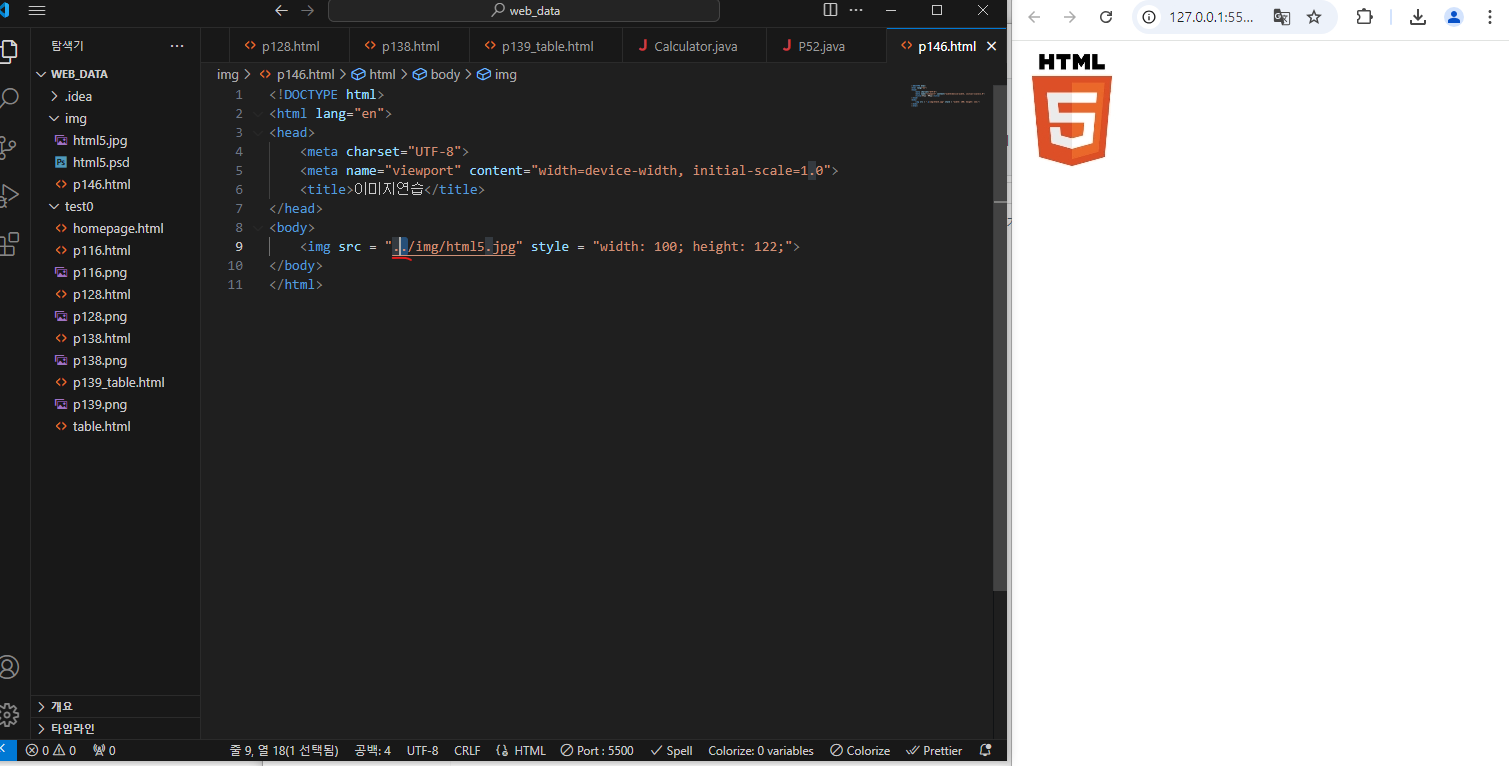 web_data
127.0.0.1:55...
탐색기
p128.html
p138.html
p139_table.html
Calculator.java
P52.java
p146.html
WEB_DATA
img > p146.html > html > body > img
.idea
img
html5.jpg
html5.psd
p146.html
test0
homepage.html
p116.html
p116.png
p128.html
p128.png
p138.html
p138.png
p139_table.html
p139.png
table.html
1 <!DOCTYPE html>
2 <html lang="en">
3 <head>
4 <meta charset="UTF-8">
5 <meta name="viewport" content="width=device-width, initial-scale=1.0">
6 <title>이미지연습</title>
7 </head>
8 <body>
9 <img src = "../img/html5.jpg" style = "width: 100; height: 122;">
10 </body>
11 </html>
HTML
5
개요
타임라인
0 0 0 줄 9, 열 18(1 선택됨) 공백: 4 UTF-8 CRLF HTML Port : 5500 Spell Colorize: 0 variables Colorize Prettier